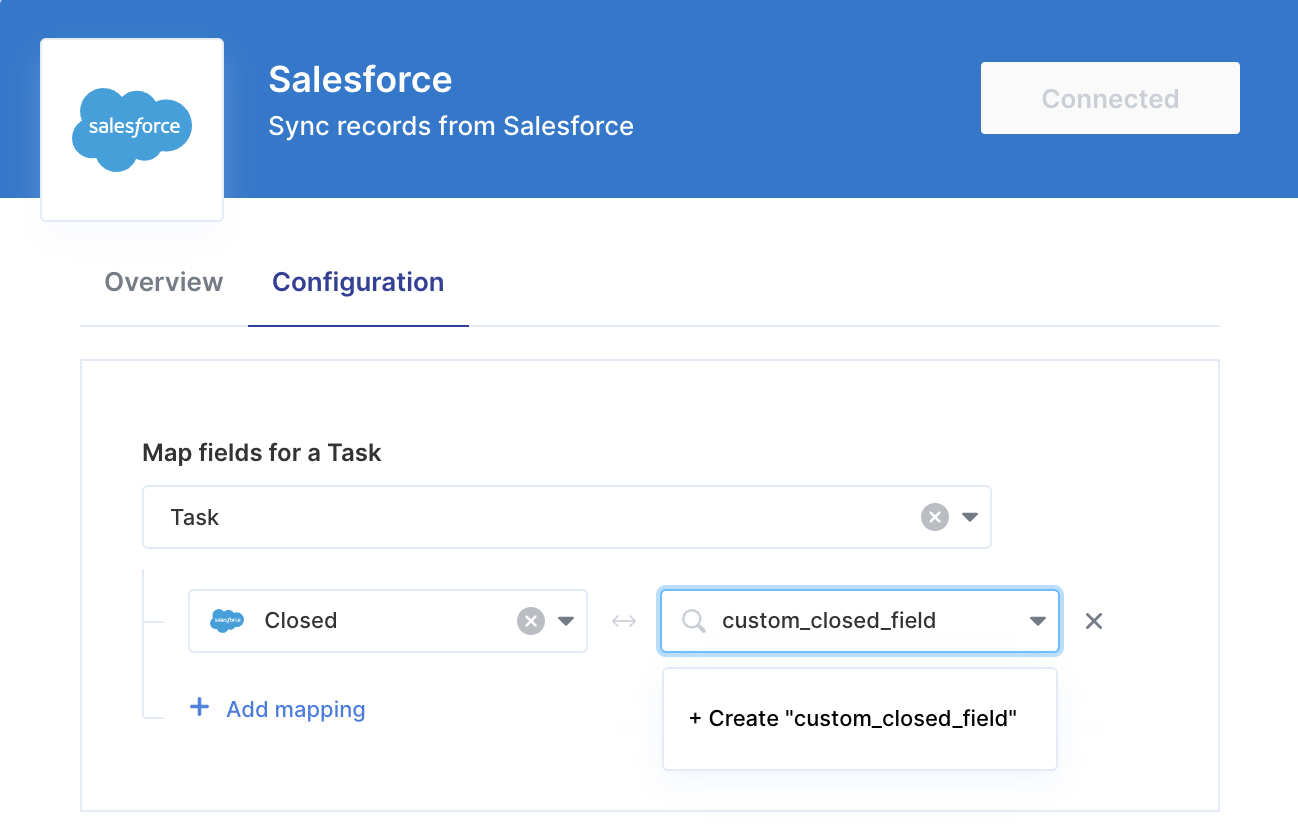 salesforce
Salesforce
Sync records from Salesforce
Connected
Overview
Configuration
Map fields for a Task
Task
salesforce
Closed
custom_closed_field
+ Add mapping
+ Create "custom_closed_field"